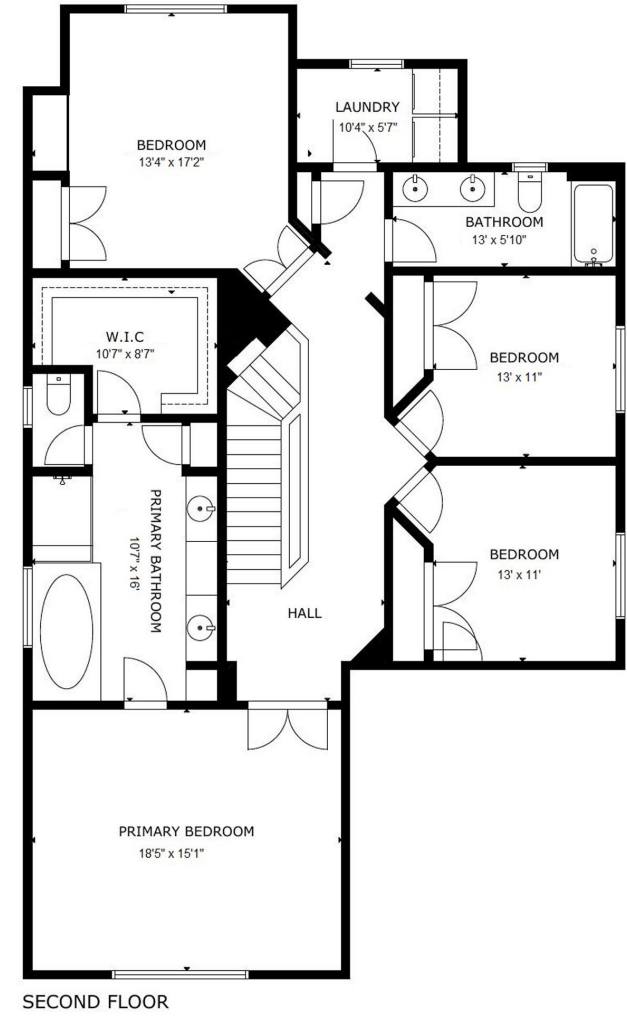 LAUNDRY
10'4" x 5'7"
BEDROOM
13'4" x 17'2"
BATHROOM
13' x 5'10"
W.I.C
10'7" x 8'7"
BEDROOM
13' x 11"
PRIMARY BATHROOM
10'7" x 16'
BEDROOM
13' x 11'
HALL
PRIMARY BEDROOM
18'5" x 15'1"
SECOND FLOOR